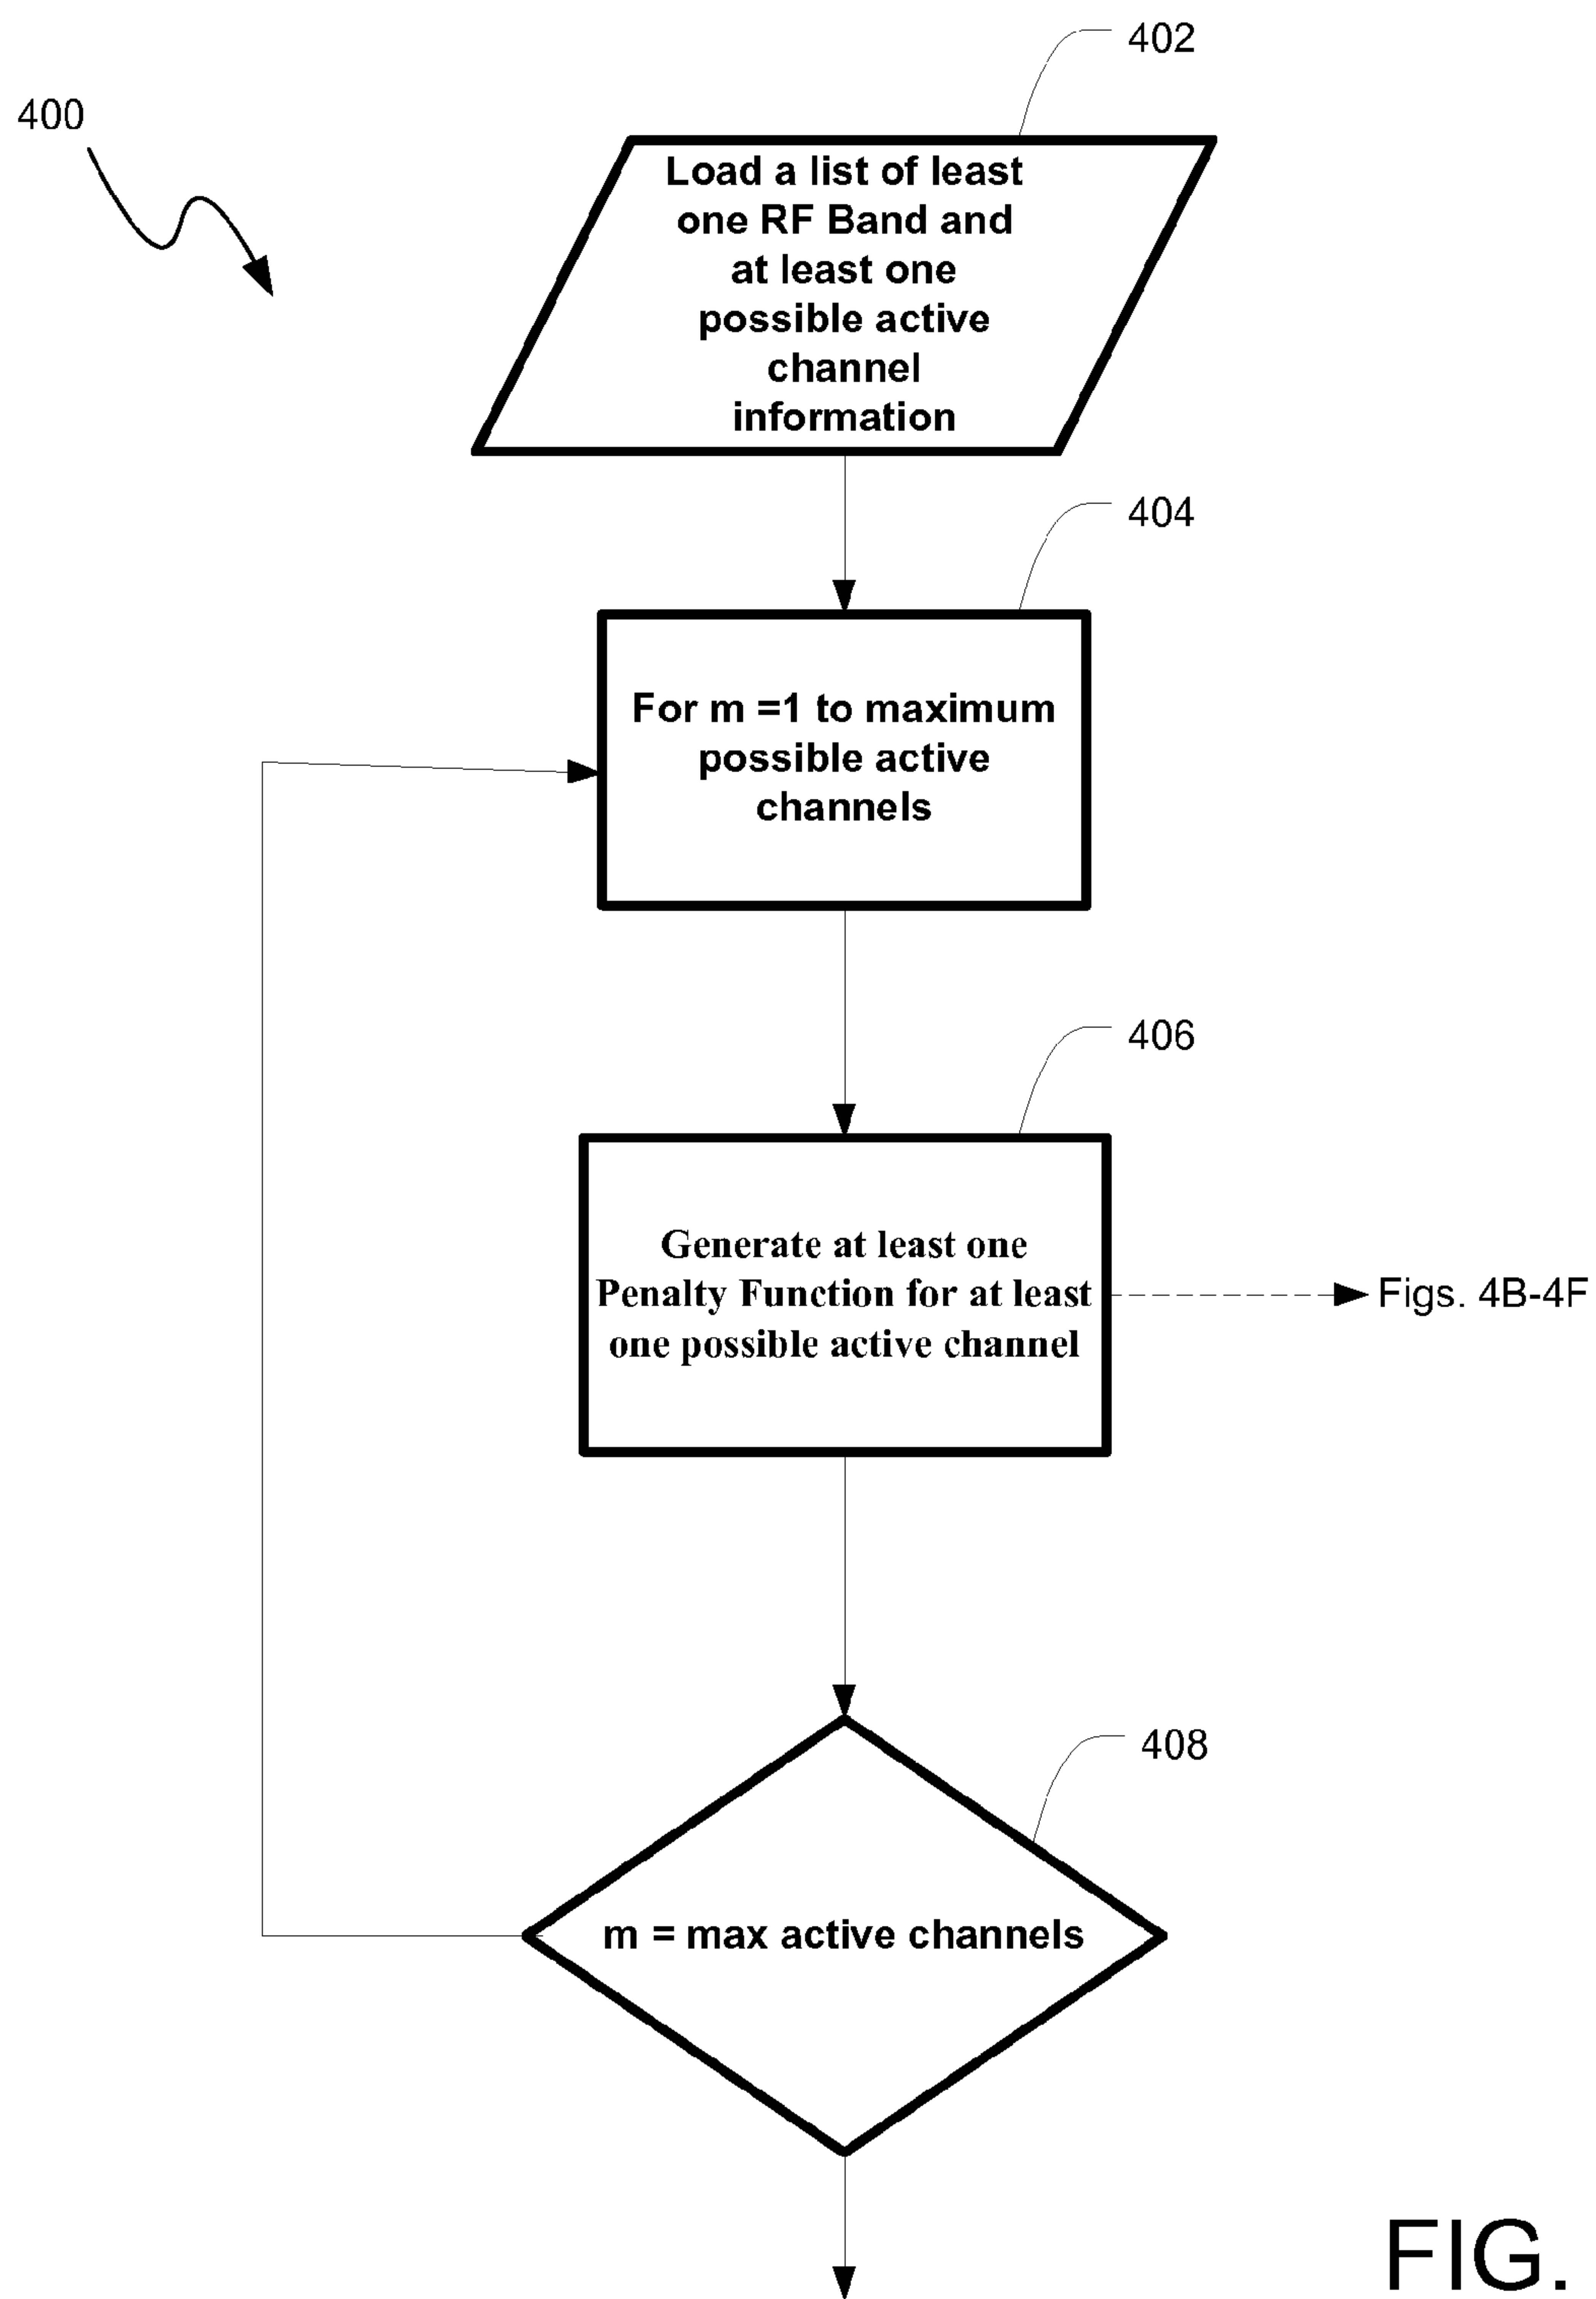 402
400
Load a list of least
one RF Band and
at least one
possible active
channel
information
404
For m =1 to maximum
possible active
channels
406
Generate at least one
Penalty Function for at least
one possible active channel
Figs. 4B-4F
408
m = max active channels
FIG.